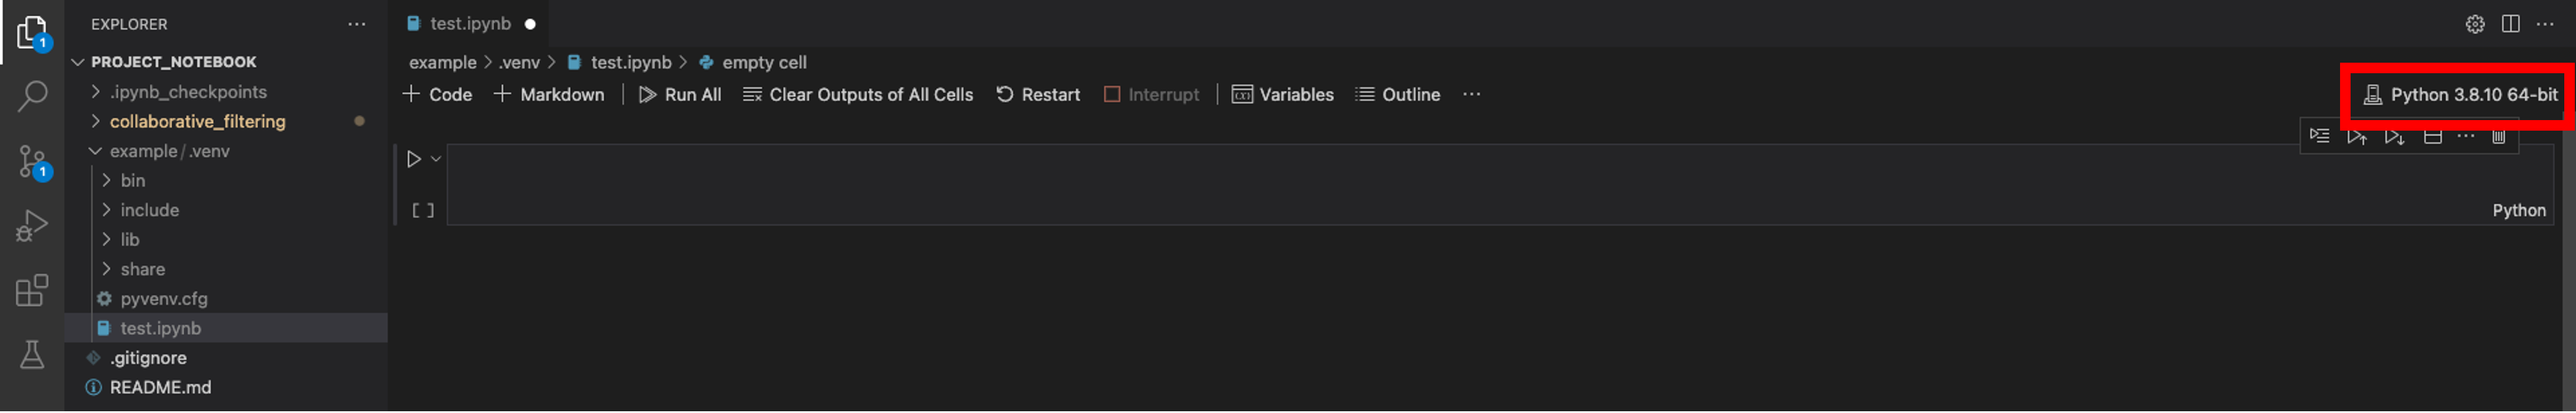 EXPLORER
test.ipynb
1
PROJECT_NOTEBOOK
example > .venv > test.ipynb > empty cell
.ipynb_checkpoints
+ Code + Markdown | Run All Clear Outputs of All Cells Restart Interrupt | Variables Outline ...
Python 3.8.10 64-bit
collaborative_filtering
example / .venv
1
bin
[ ]
include
Python
lib
share
pyvenv.cfg
test.ipynb
.gitignore
README.md